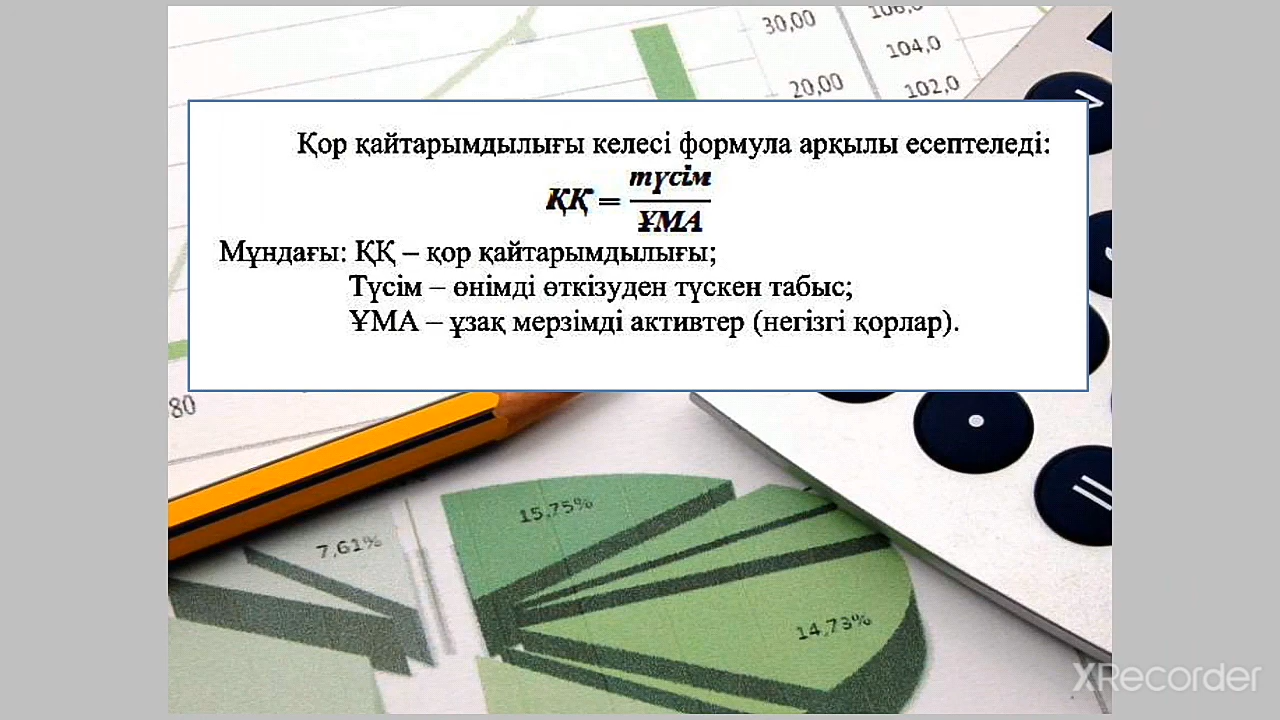 30,00
106,0
104,0
20,00
102,0
Қор қайтарымдылығы келесі формула арқылы есептеледі:
ҚҚ = түсім / ҰМА
Мұндағы: ҚҚ – қор қайтарымдылығы;
Түсім – өнімді өткізуден түскен табыс;
ҰМА – ұзақ мерзімді активтер (негізгі қорлар).
80
15,75%
7,61%
14,73%
XRecorder